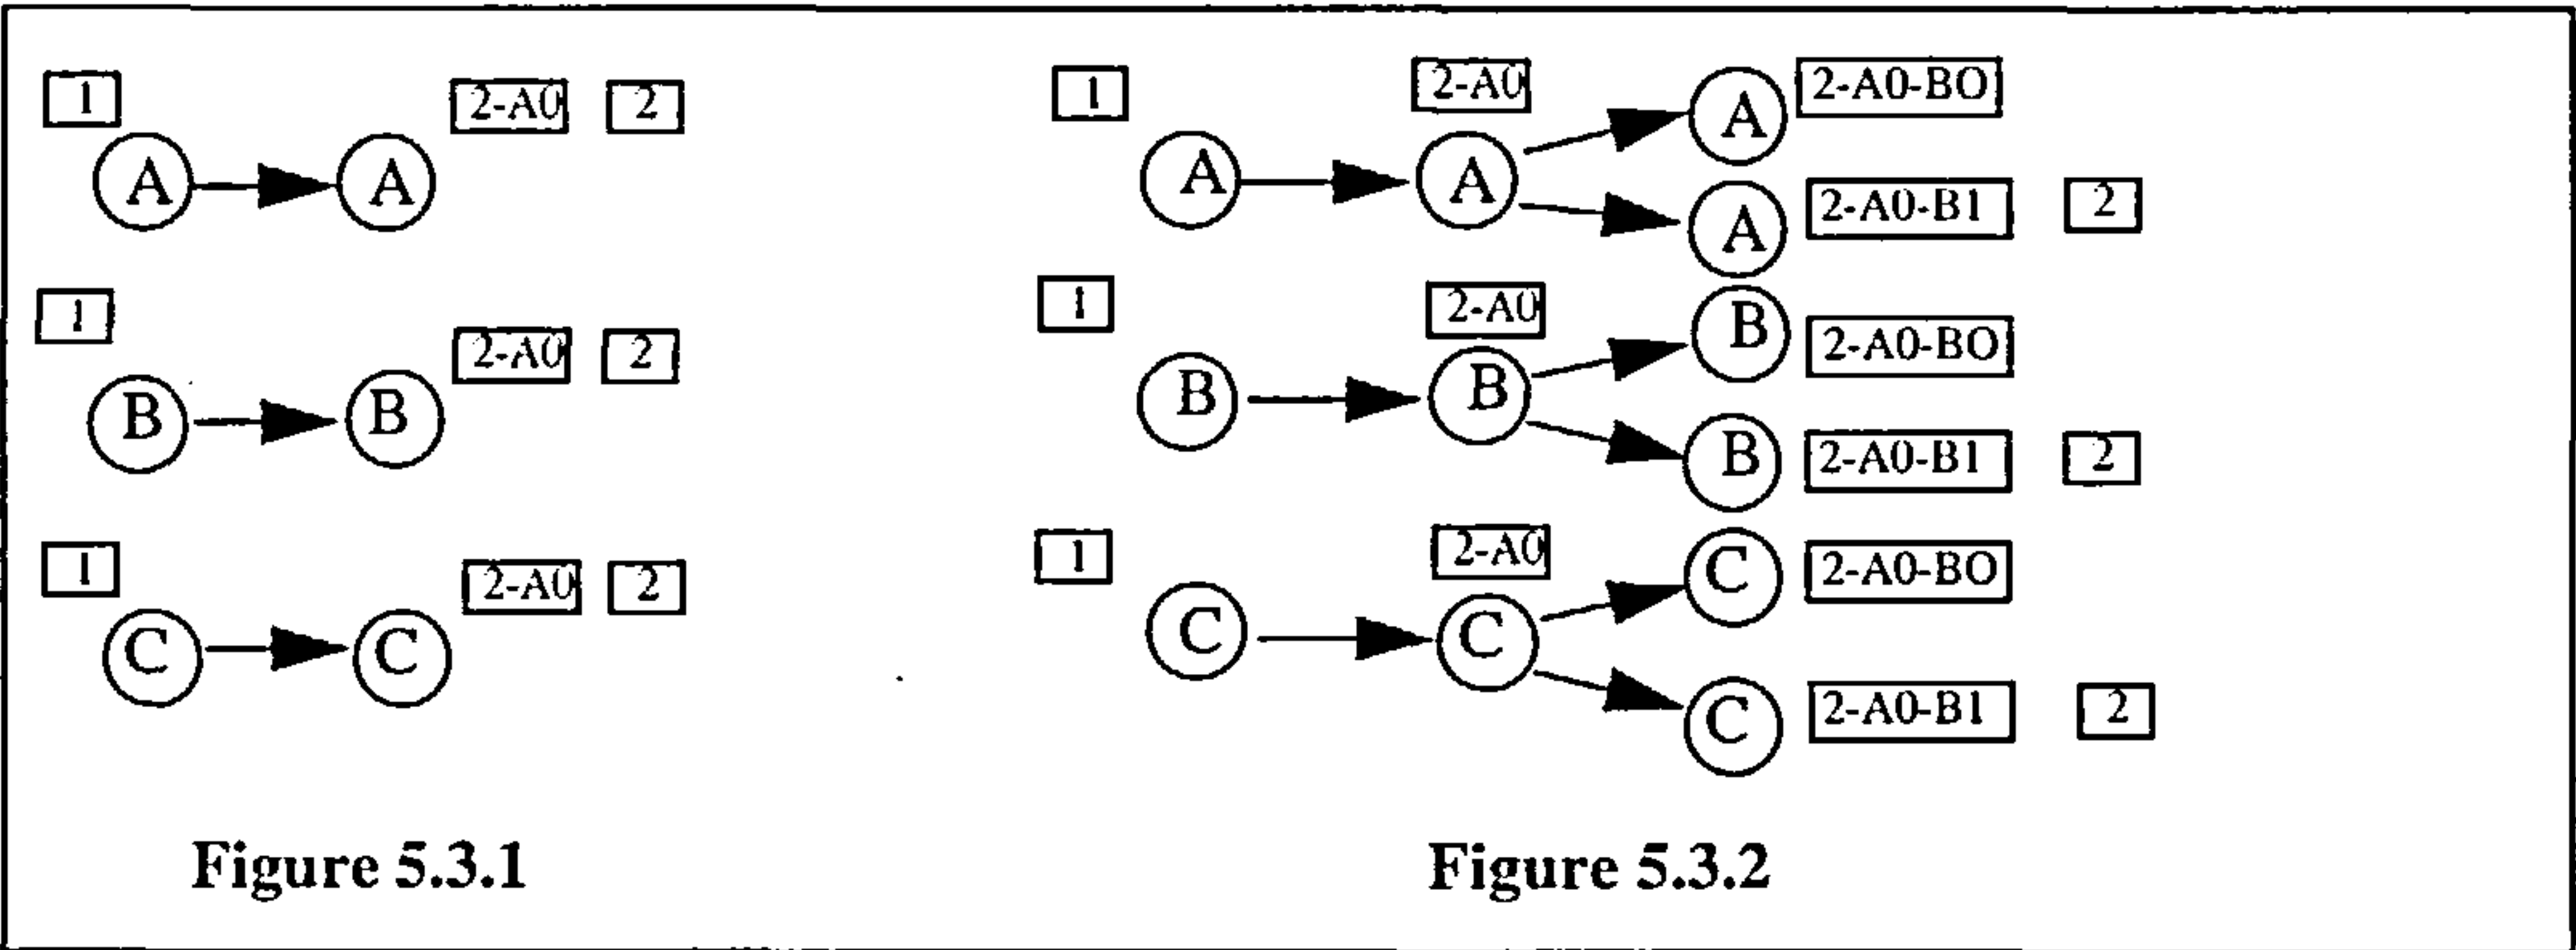 1
2-A0 2
A A
1
2-A0 2
B B
1
2-A0 2
C C
Figure 5.3.1
1
2-A0
A A
A 2-A0-BO
A 2-A0-B1 2
1
2-A0
B B
B 2-A0-BO
B 2-A0-B1 2
1
2-A0
C C
C 2-A0-BO
C 2-A0-B1 2
Figure 5.3.2